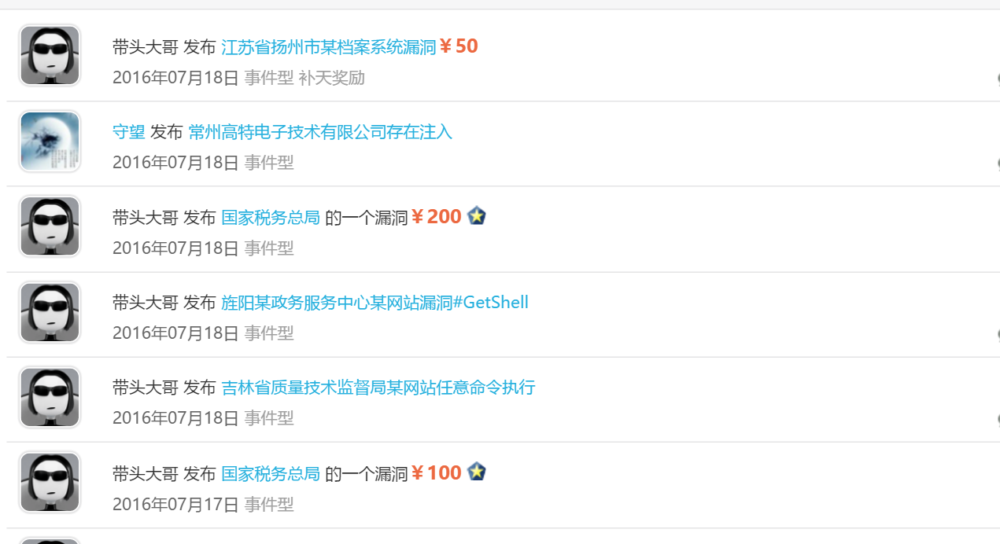 带头大哥 发布 江苏省扬州市某档案系统漏洞 ¥ 50
2016年07月18日 事件型 补天奖励
守望 发布 常州高特电子技术有限公司存在注入
2016年07月18日 事件型
带头大哥 发布 国家税务总局 的一个漏洞 ¥ 200
2016年07月18日 事件型
带头大哥 发布 旌阳某政务服务中心某网站漏洞#GetShell
2016年07月18日 事件型
带头大哥 发布 吉林省质量技术监督局某网站任意命令执行
2016年07月18日 事件型
带头大哥 发布 国家税务总局 的一个漏洞 ¥ 100
2016年07月17日 事件型